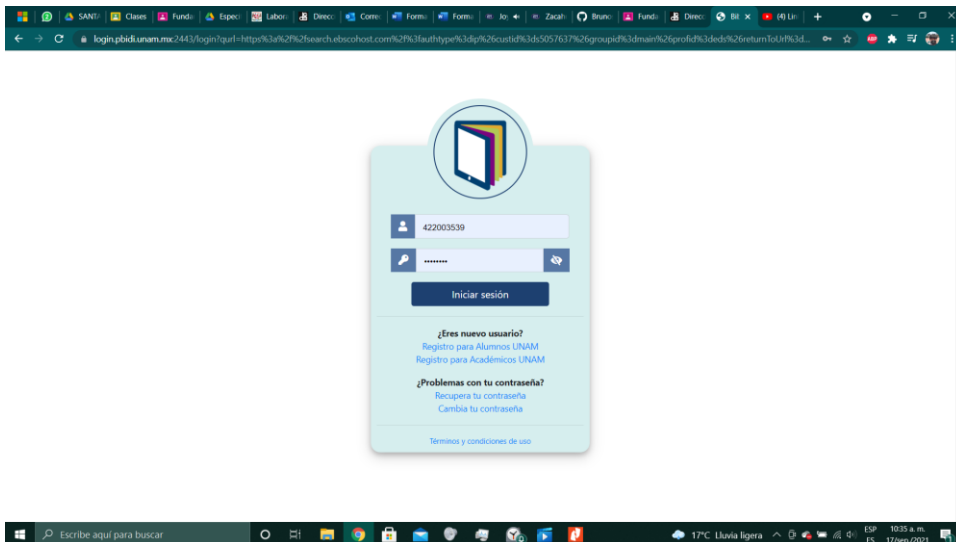 SANTA Clases Funda Especi Labora Direcc Correc Forma Forma Joy Zacah Bruno Funda Direcc Bil (4) Lin
login.pbidi.unam.mx:2443/login?qurl=https%3a%2f%2fsearch.ebscohost.com%2f%3fauthtype%3dip%26custid%3ds5057637%26groupid%3dmain%26profid%3deds%26returnToUrl%3d...
422003539
Iniciar sesión
¿Eres nuevo usuario?
Registro para Alumnos UNAM
Registro para Académicos UNAM
¿Problemas con tu contraseña?
Recupera tu contraseña
Cambia tu contraseña
Términos y condiciones de uso
Escribe aquí para buscar
17°C Lluvia ligera
ESP
ES
10:35 a. m.
17/sep./2021